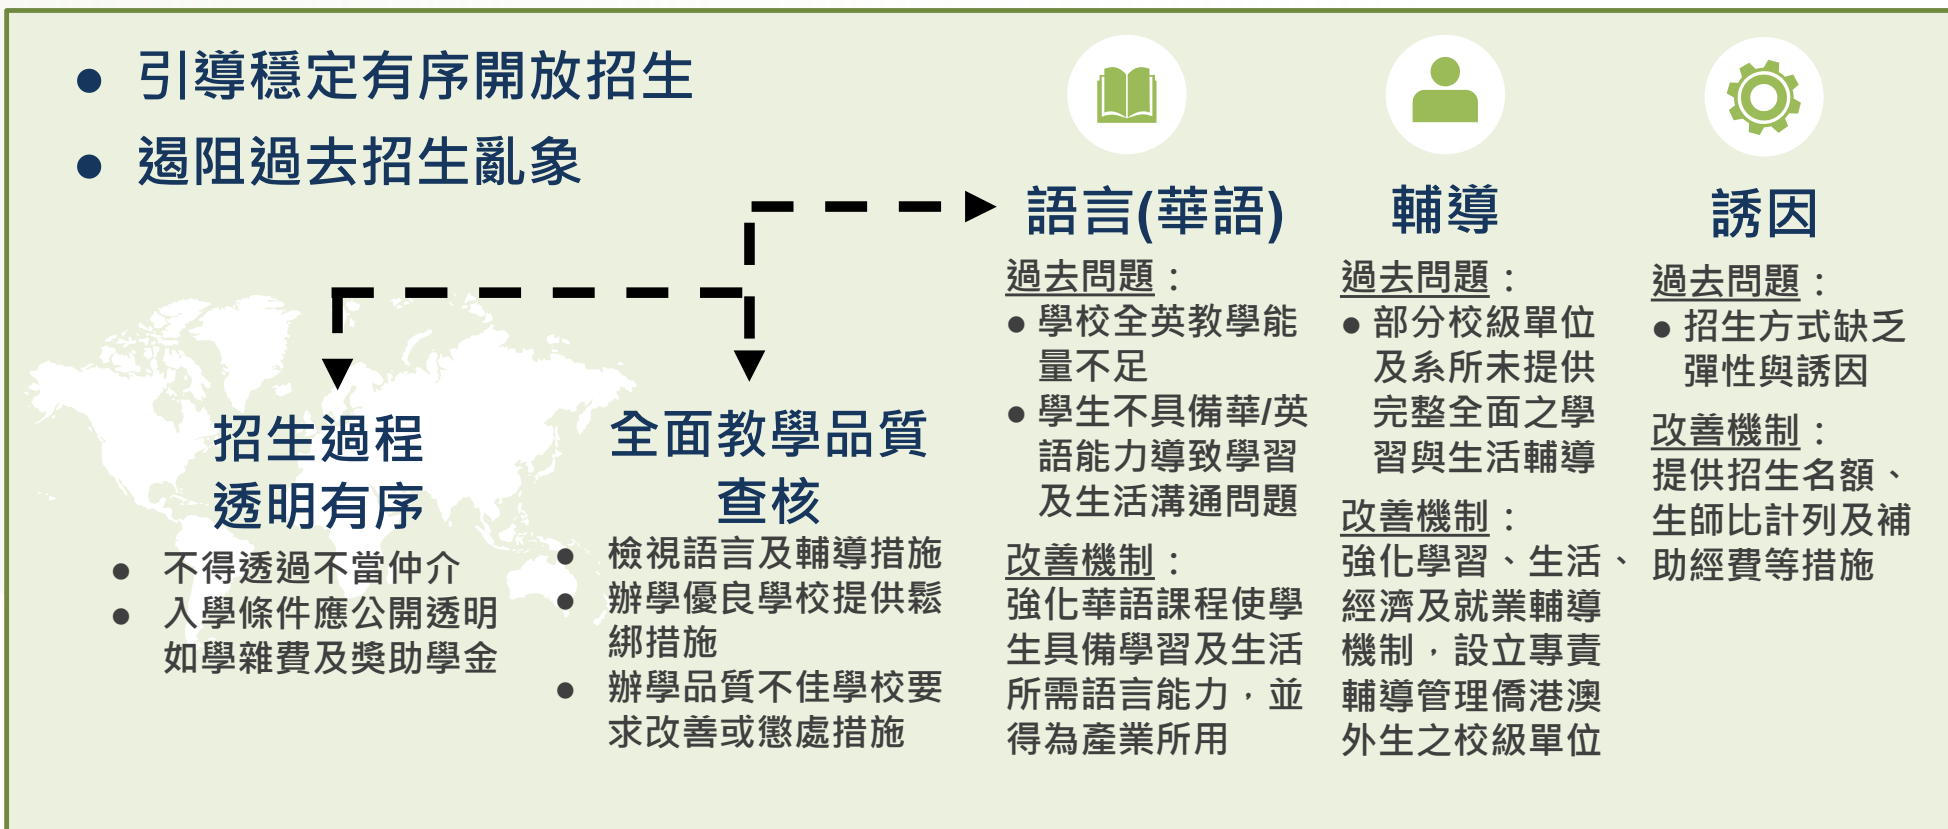 ● 引導穩定有序開放招生
● 遏阻過去招生亂象
招生過程
透明有序
● 不得透過不當仲介
● 入學條件應公開透明
如學雜費及獎助學金
全面教學品質
查核
● 檢視語言及輔導措施
● 辦學優良學校提供鬆
綁措施
● 辦學品質不佳學校要
求改善或懲處措施
語言(華語)
過去問題：
● 學校全英教學能
量不足
● 學生不具備華/英
語能力導致學習
及生活溝通問題
改善機制：
強化華語課程使學
生具備學習及生活
所需語言能力，並
得為產業所用
輔導
過去問題：
● 部分校級單位
及系所未提供
完整全面之學
習與生活輔導
改善機制：
強化學習、生活、
經濟及就業輔導
機制，設立專責
輔導管理僑港澳
外生之校級單位
誘因
過去問題：
● 招生方式缺乏
彈性與誘因
改善機制：
提供招生名額、
生師比計列及補
助經費等措施